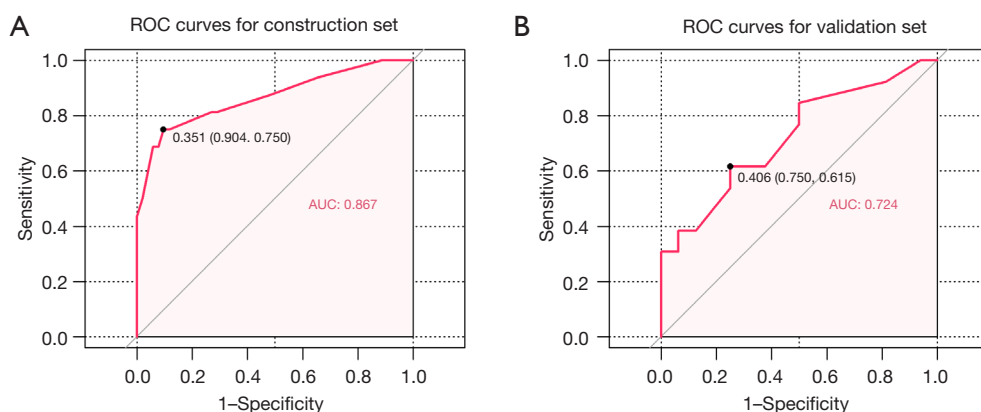 A
ROC curves for construction set
1.0
0.8
0.6
0.4
0.2
0.0
Sensitivity
0.351 (0.904. 0.750)
AUC: 0.867
0.0 0.2 0.4 0.6 0.8 1.0
1–Specificity
B
ROC curves for validation set
1.0
0.8
0.6
0.4
0.2
0.0
Sensitivity
0.406 (0.750, 0.615)
AUC: 0.724
0.0 0.2 0.4 0.6 0.8 1.0
1–Specificity